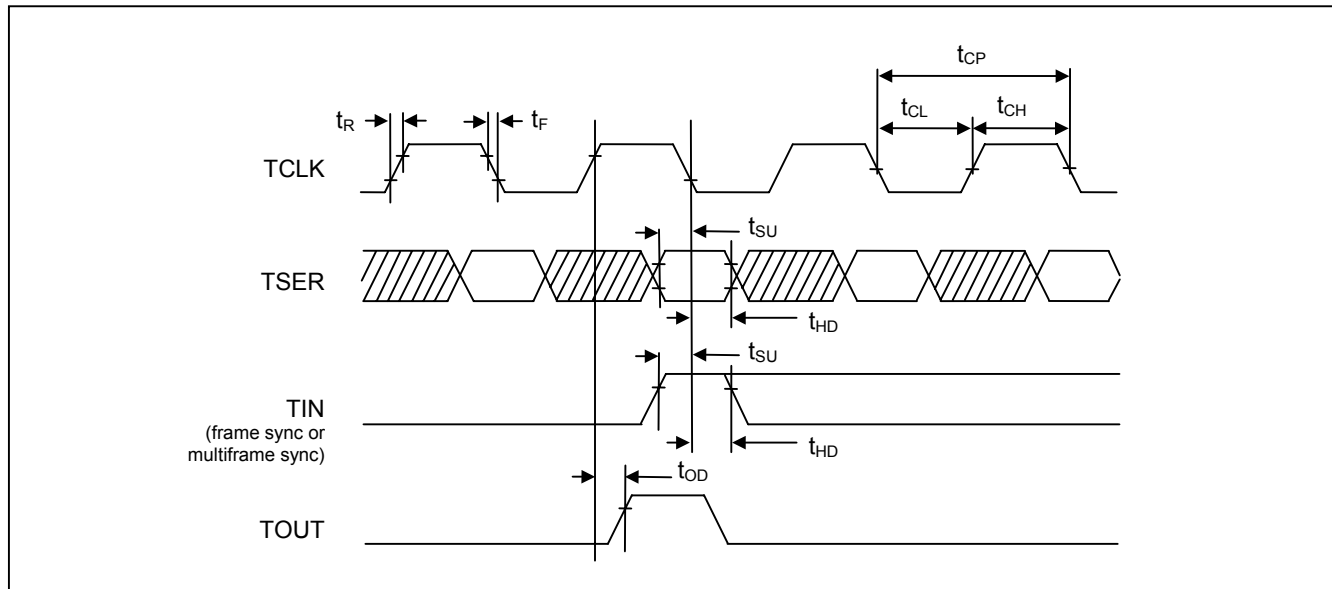 tCP
tCL tCH
tR tF
TCLK
tSU
TSER
tHD
tSU
TIN
(frame sync or
multiframe sync)
tHD
tOD
TOUT